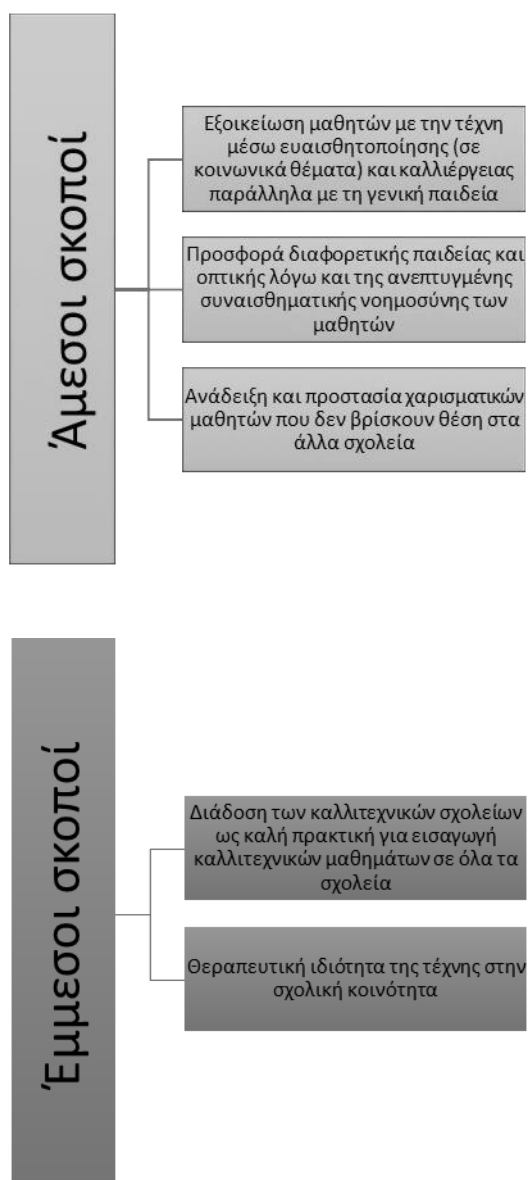 Άμεσοι σκοποί
Εξοικείωση μαθητών με την τέχνη
μέσω ευαισθητοποίησης (σε
κοινωνικά θέματα) και καλλιέργειας
παράλληλα με τη γενική παιδεία
Προσφορά διαφορετικής παιδείας και
οπτικής λόγω και της ανεπτυγμένης
συναισθηματικής νοημοσύνης των
μαθητών
Ανάδειξη και προστασία χαρισματικών
μαθητών που δεν βρίσκουν θέση στα
άλλα σχολεία
Έμμεσοι σκοποί
Διάδοση των καλλιτεχνικών σχολείων
ως καλή πρακτική για εισαγωγή
καλλιτεχνικών μαθημάτων σε όλα τα
σχολεία
Θεραπευτική ιδιότητα της τέχνης στην
σχολική κοινότητα